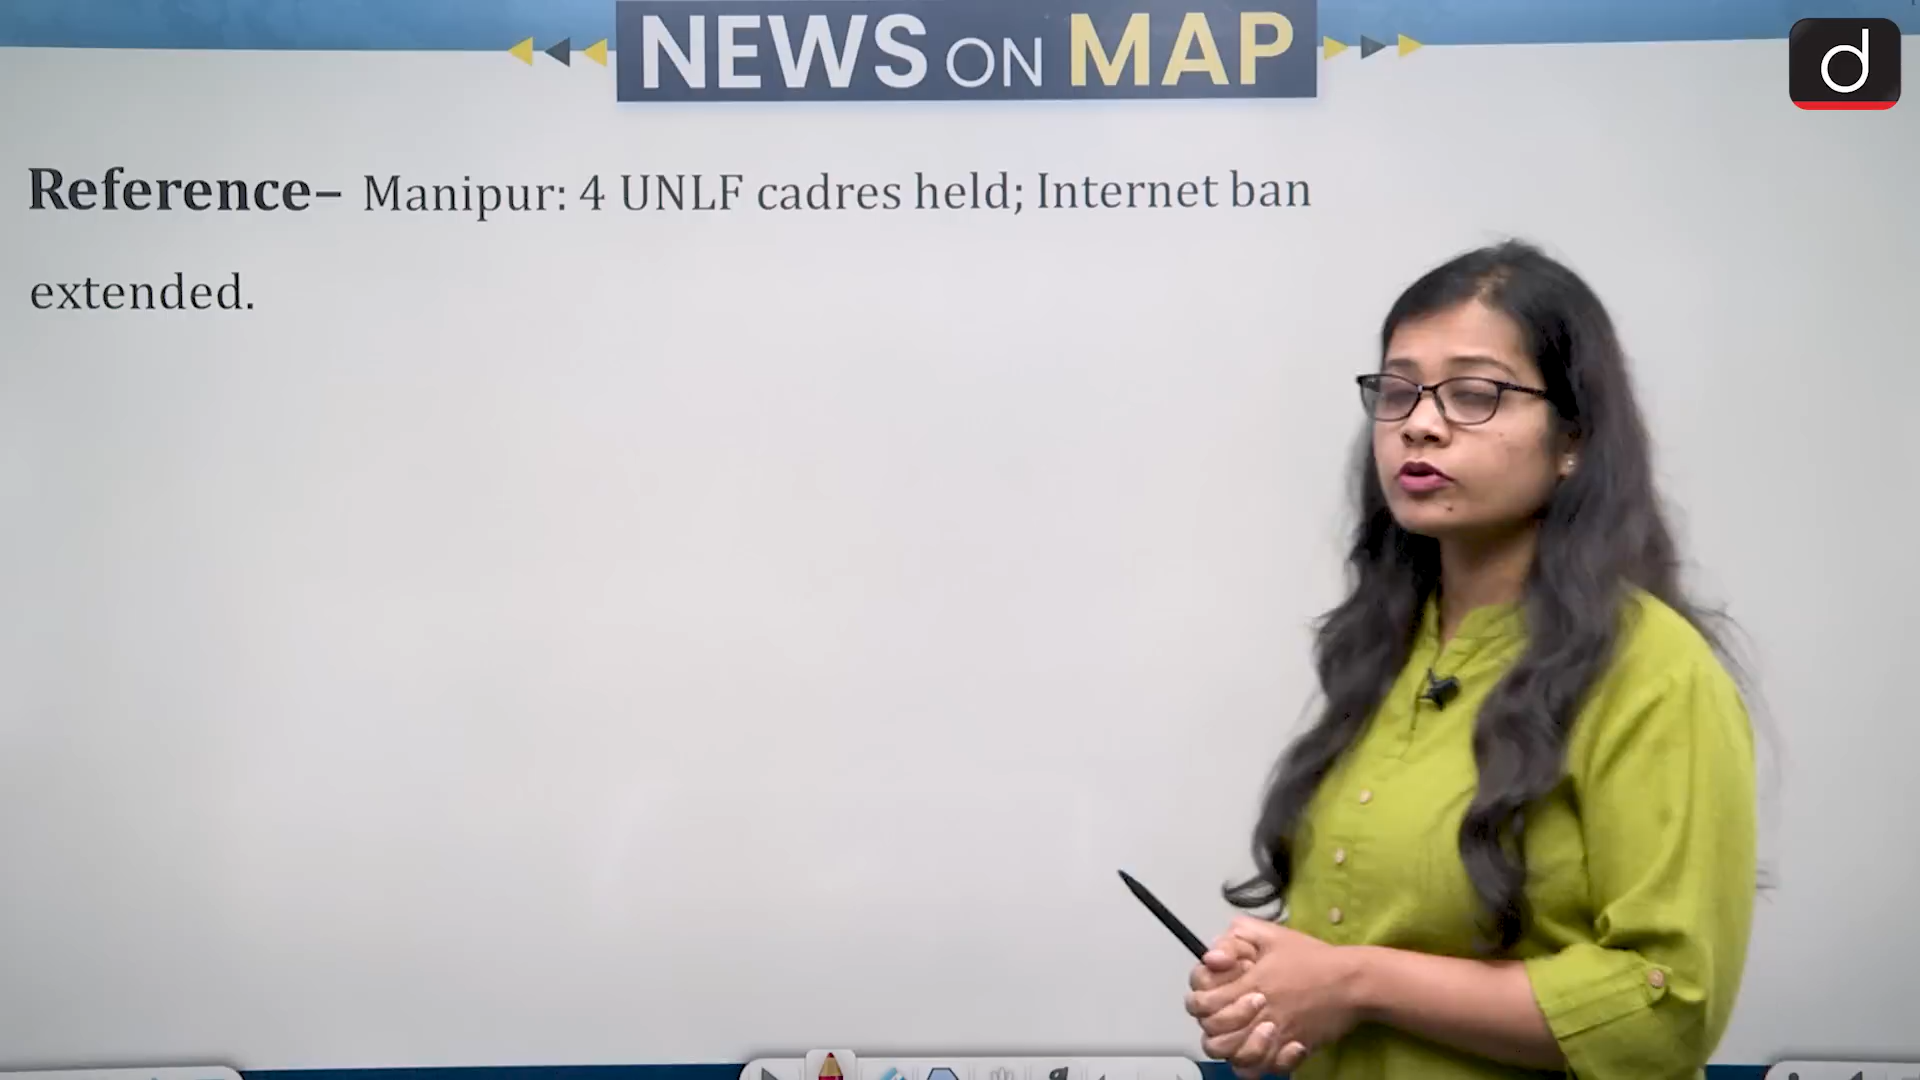 NEWS ON MAP
d
Reference– Manipur: 4 UNLF cadres held; Internet ban
extended.